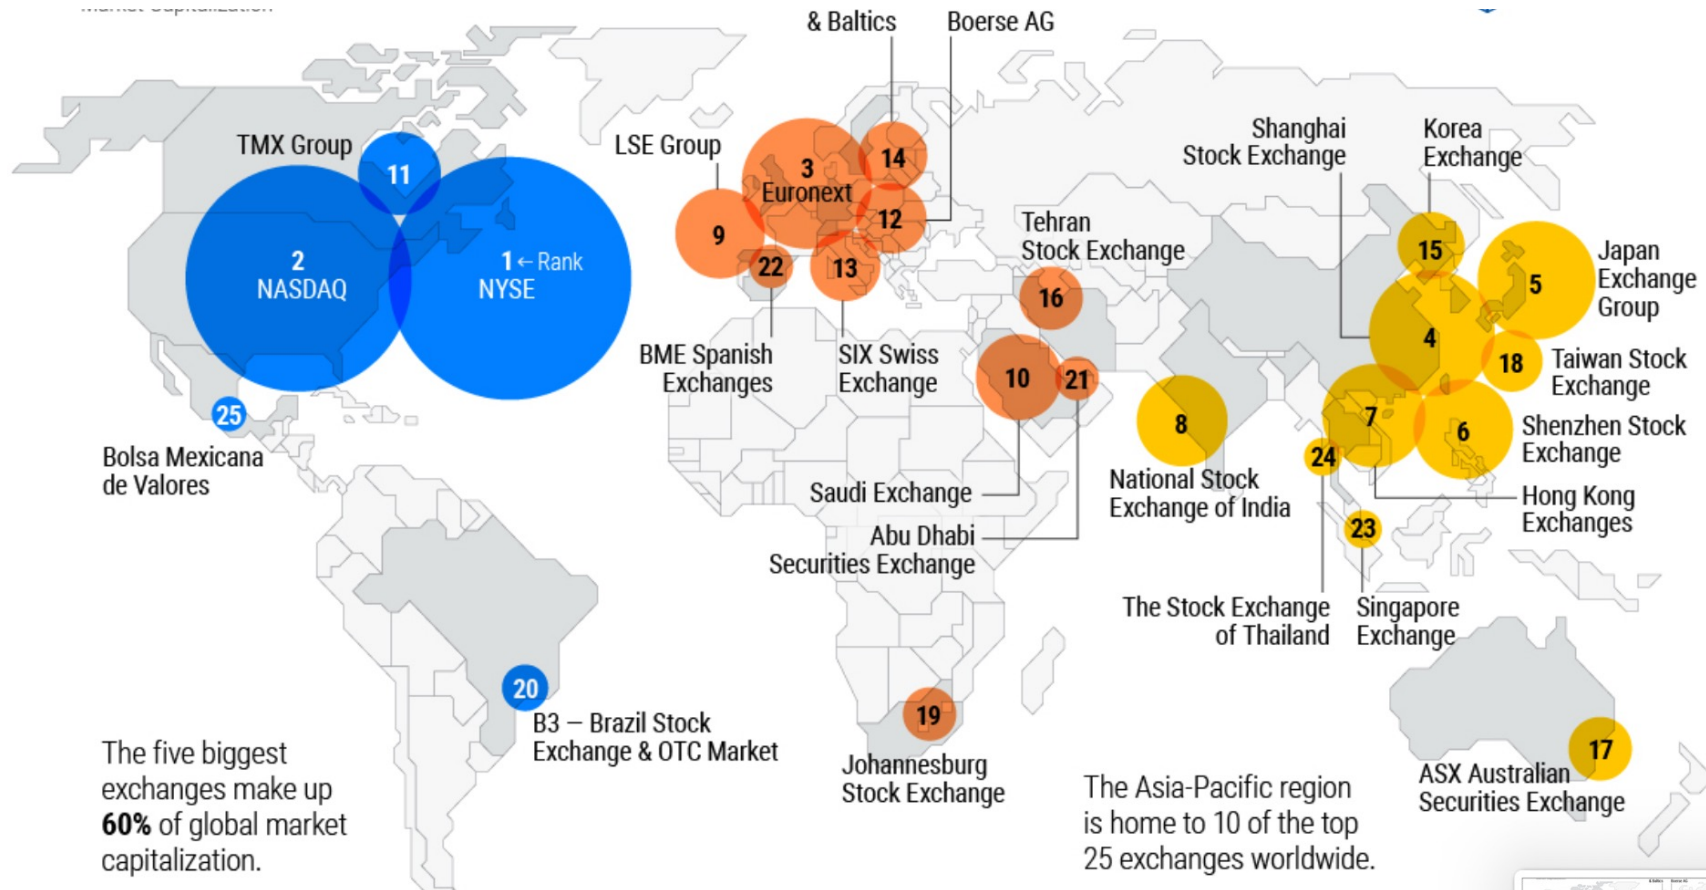 Market Capitalization
& Baltics
Boerse AG
TMX Group
11
2
NASDAQ
1 ← Rank
NYSE
25
Bolsa Mexicana
de Valores
20
B3 — Brazil Stock
Exchange & OTC Market
The five biggest
exchanges make up
60% of global market
capitalization.
LSE Group
9
3
Euronext
14
12
22
13
BME Spanish
Exchanges
SIX Swiss
Exchange
Tehran
Stock Exchange
16
10
21
Saudi Exchange
Abu Dhabi
Securities Exchange
19
Johannesburg
Stock Exchange
Shanghai
Stock Exchange
Korea
Exchange
15
5
Japan
Exchange
Group
4
18
Taiwan Stock
Exchange
8
National Stock
Exchange of India
7
6
Shenzhen Stock
Exchange
24
Hong Kong
Exchanges
23
The Stock Exchange
of Thailand
Singapore
Exchange
17
ASX Australian
Securities Exchange
The Asia-Pacific region
is home to 10 of the top
25 exchanges worldwide.